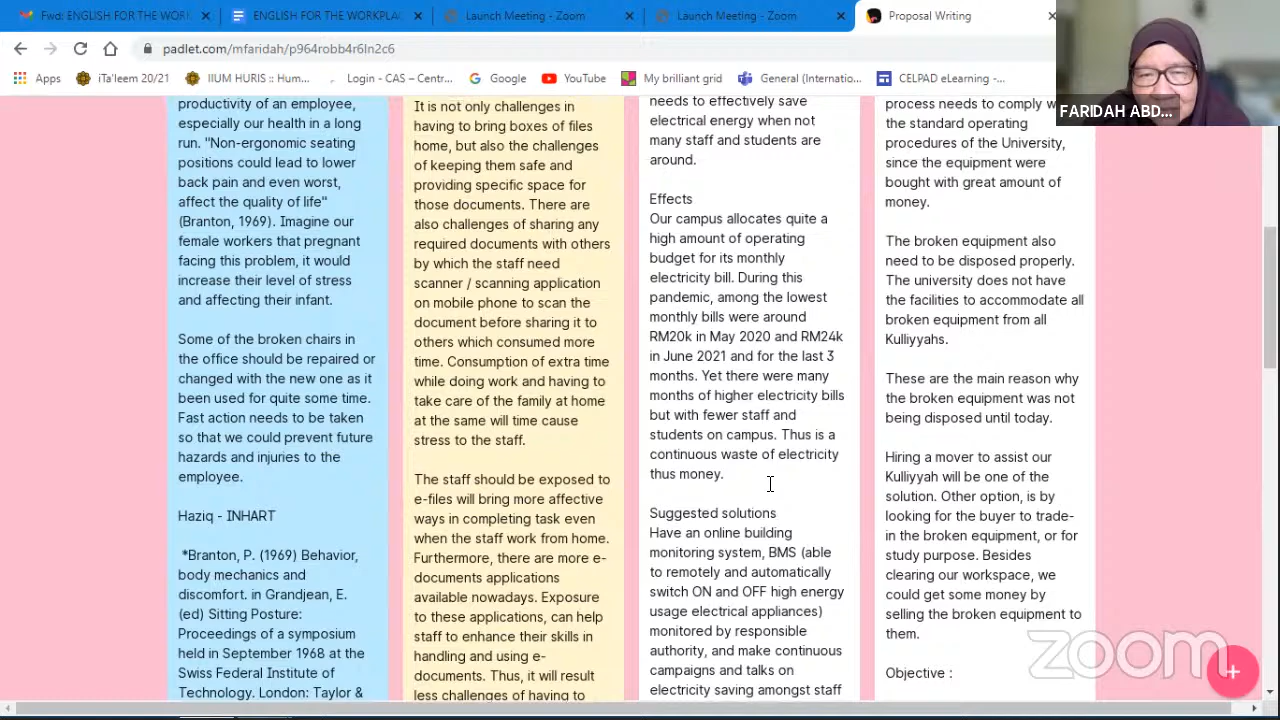 Fwd: ENGLISH FOR THE WORK
ENGLISH FOR THE WORKPLAC
Launch Meeting - Zoom
Launch Meeting - Zoom
Proposal Writing
padlet.com/mfaridah/p964robb4r6ln2c6
Apps
iTa'leem 20/21
IIUM HURIS :: Hum...
Login - CAS – Centr...
Google
YouTube
My brilliant grid
General (Internatio...
CELPAD eLearning -...
FARIDAH ABD...
productivity of an employee,
especially our health in a long
run. "Non-ergonomic seating
positions could lead to lower
back pain and even worst,
affect the quality of life"
(Branton, 1969). Imagine our
female workers that pregnant
facing this problem, it would
increase their level of stress
and affecting their infant.
Some of the broken chairs in
the office should be repaired or
changed with the new one as it
been used for quite some time.
Fast action needs to be taken
so that we could prevent future
hazards and injuries to the
employee.
Haziq - INHART
*Branton, P. (1969) Behavior,
body mechanics and
discomfort. in Grandjean, E.
(ed) Sitting Posture:
Proceedings of a symposium
held in September 1968 at the
Swiss Federal Institute of
Technology. London: Taylor &
It is not only challenges in
having to bring boxes of files
home, but also the challenges
of keeping them safe and
providing specific space for
those documents. There are
also challenges of sharing any
required documents with others
by which the staff need
scanner / scanning application
on mobile phone to scan the
document before sharing it to
others which consumed more
time. Consumption of extra time
while doing work and having to
take care of the family at home
at the same will time cause
stress to the staff.
The staff should be exposed to
e-files will bring more affective
ways in completing task even
when the staff work from home.
Furthermore, there are more e-
documents applications
available nowadays. Exposure
to these applications, can help
staff to enhance their skills in
handling and using e-
documents. Thus, it will result
less challenges of having to
needs to effectively save
electrical energy when not
many staff and students are
around.
Effects
Our campus allocates quite a
high amount of operating
budget for its monthly
electricity bill. During this
pandemic, among the lowest
monthly bills were around
RM20k in May 2020 and RM24k
in June 2021 and for the last 3
months. Yet there were many
months of higher electricity bills
but with fewer staff and
students on campus. Thus is a
continuous waste of electricity
thus money.
Suggested solutions
Have an online building
monitoring system, BMS (able
to remotely and automatically
switch ON and OFF high energy
usage electrical appliances)
monitored by responsible
authority, and make continuous
campaigns and talks on
electricity saving amongst staff
process needs to comply w
the standard operating
procedures of the University,
since the equipment were
bought with great amount of
money.
The broken equipment also
need to be disposed properly.
The university does not have
the facilities to accommodate all
broken equipment from all
Kulliyyahs.
These are the main reason why
the broken equipment was not
being disposed until today.
Hiring a mover to assist our
Kulliyyah will be one of the
solution. Other option, is by
looking for the buyer to trade-
in the broken equipment, or for
study purpose. Besides
clearing our workspace, we
could get some money by
selling the broken equipment to
them.
Objective :
zoom